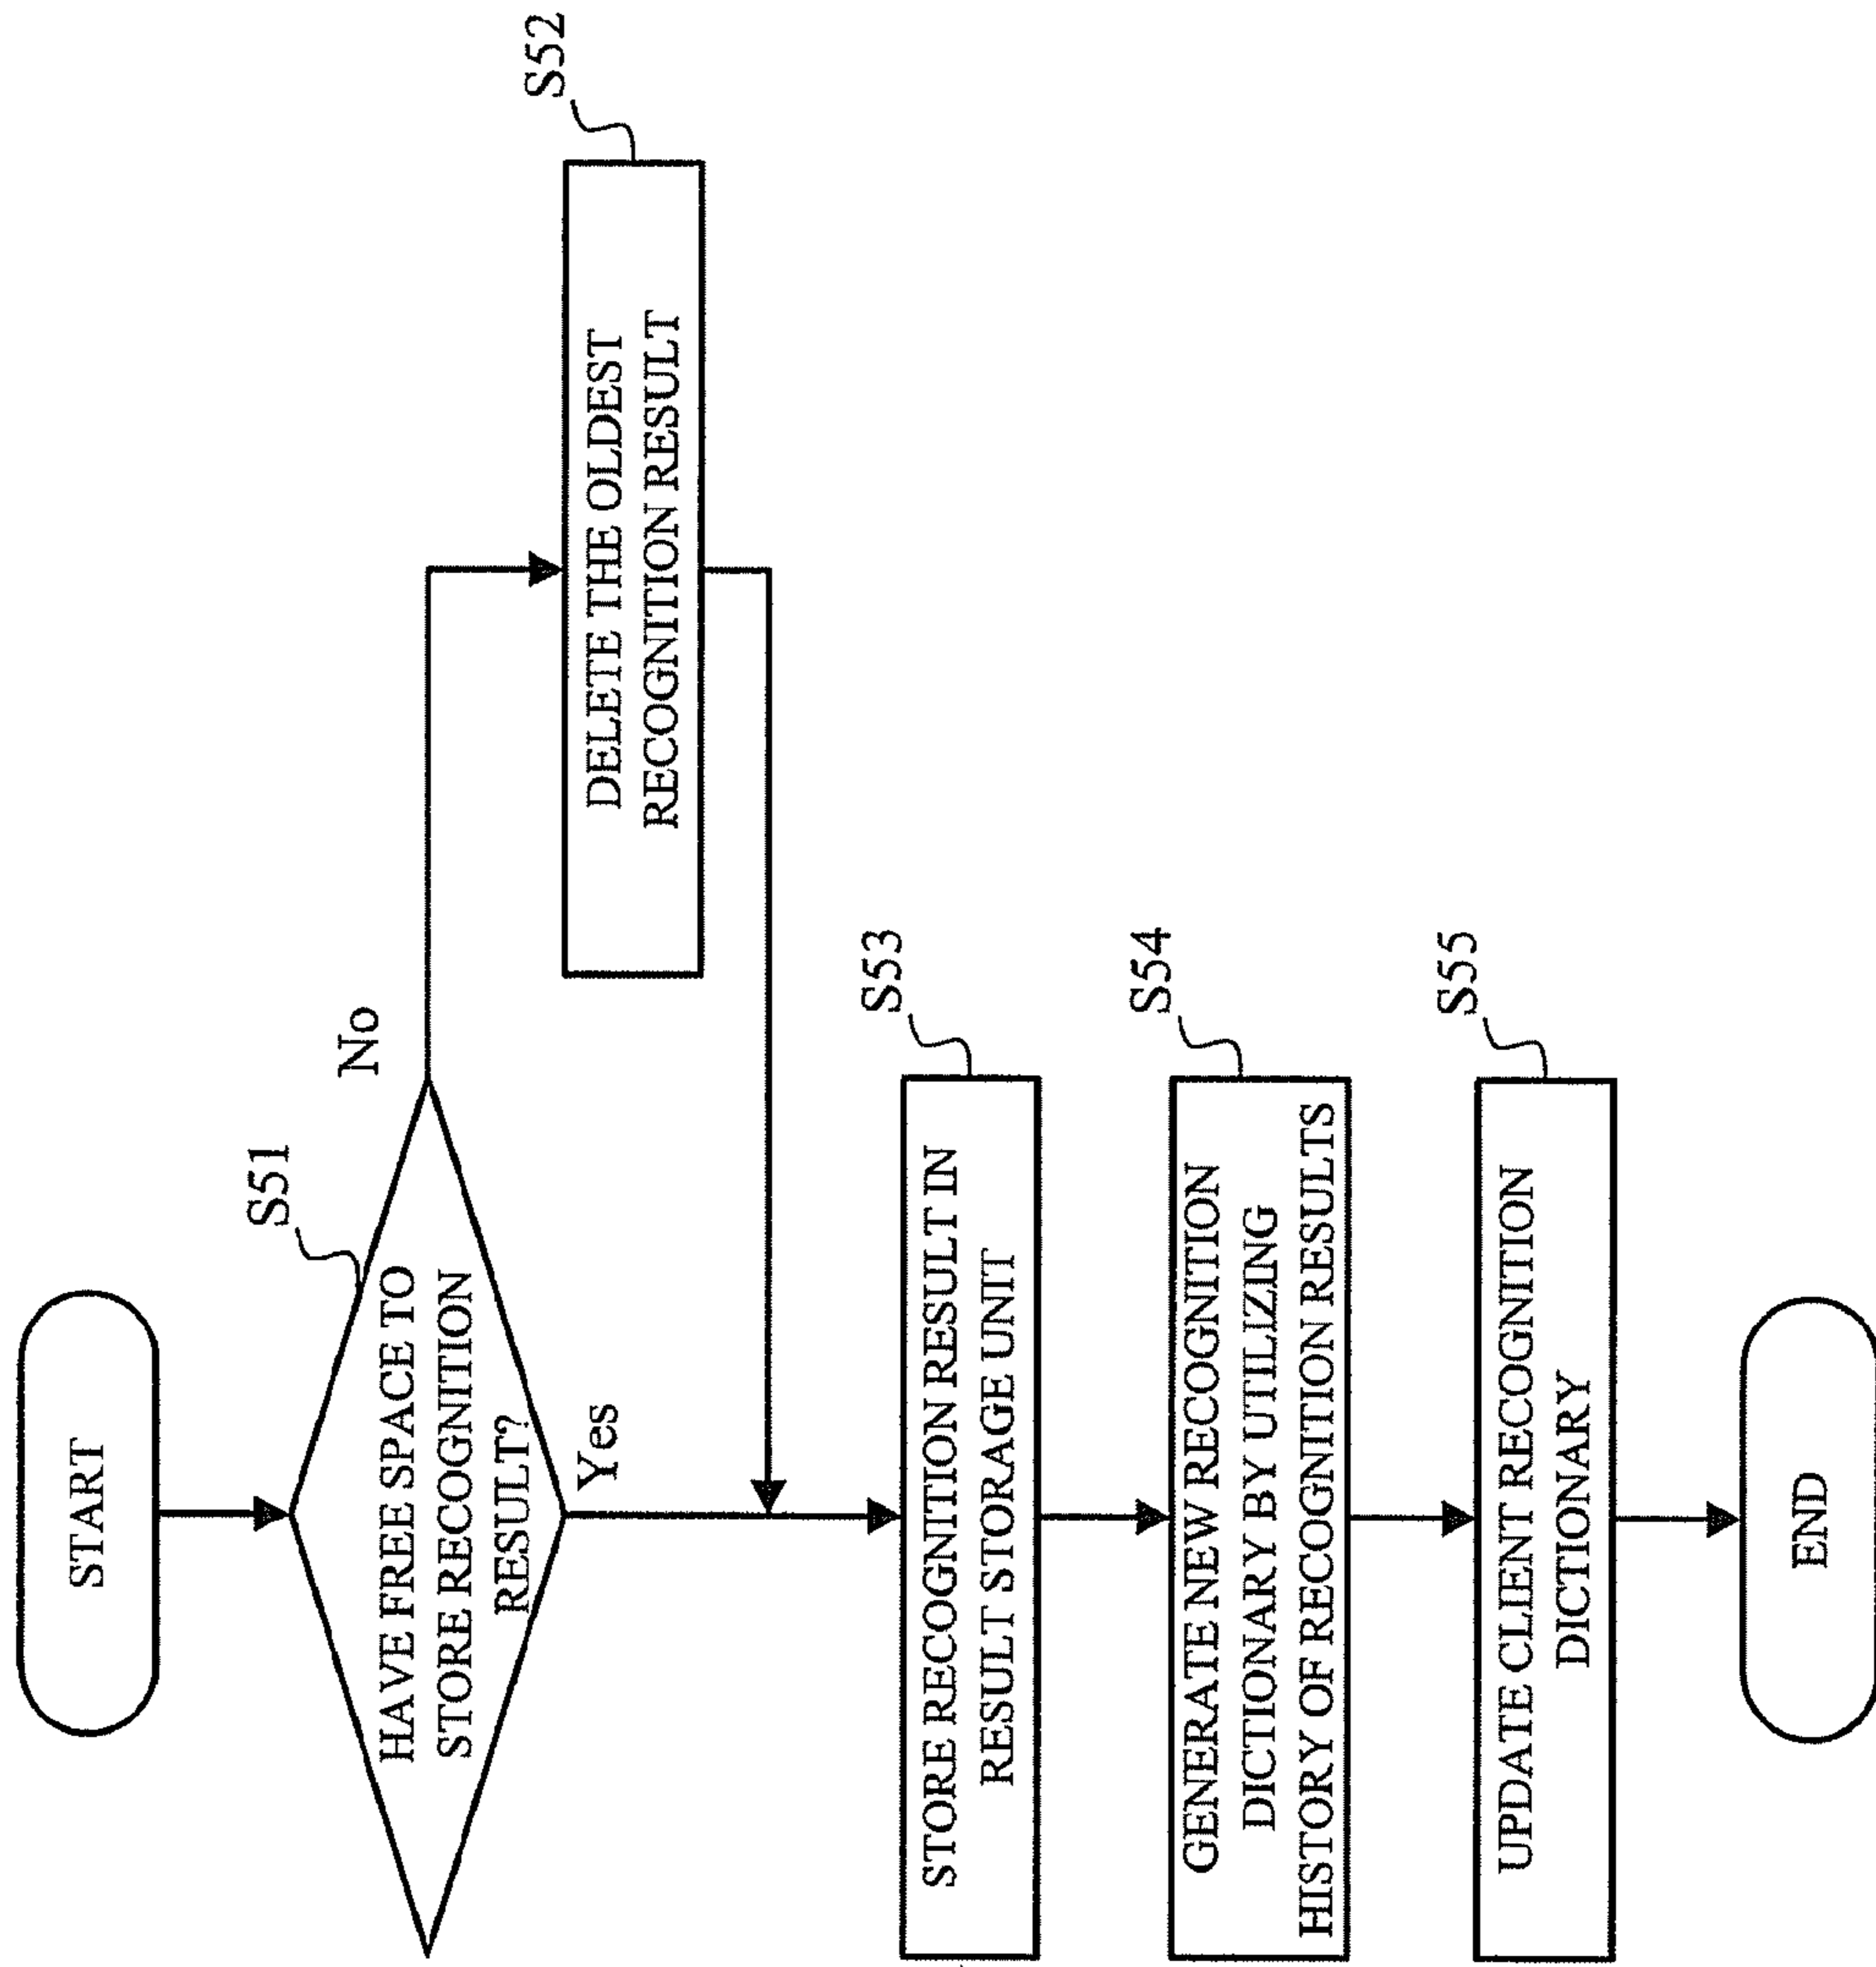 START
S51
HAVE FREE SPACE TO
STORE RECOGNITION
RESULT?
No
Yes
S52
DELETE THE OLDEST
RECOGNITION RESULT
S53
STORE RECOGNITION RESULT IN
RESULT STORAGE UNIT
S54
GENERATE NEW RECOGNITION
DICTIONARY BY UTILIZING
HISTORY OF RECOGNITION RESULTS
S55
UPDATE CLIENT RECOGNITION
DICTIONARY
END